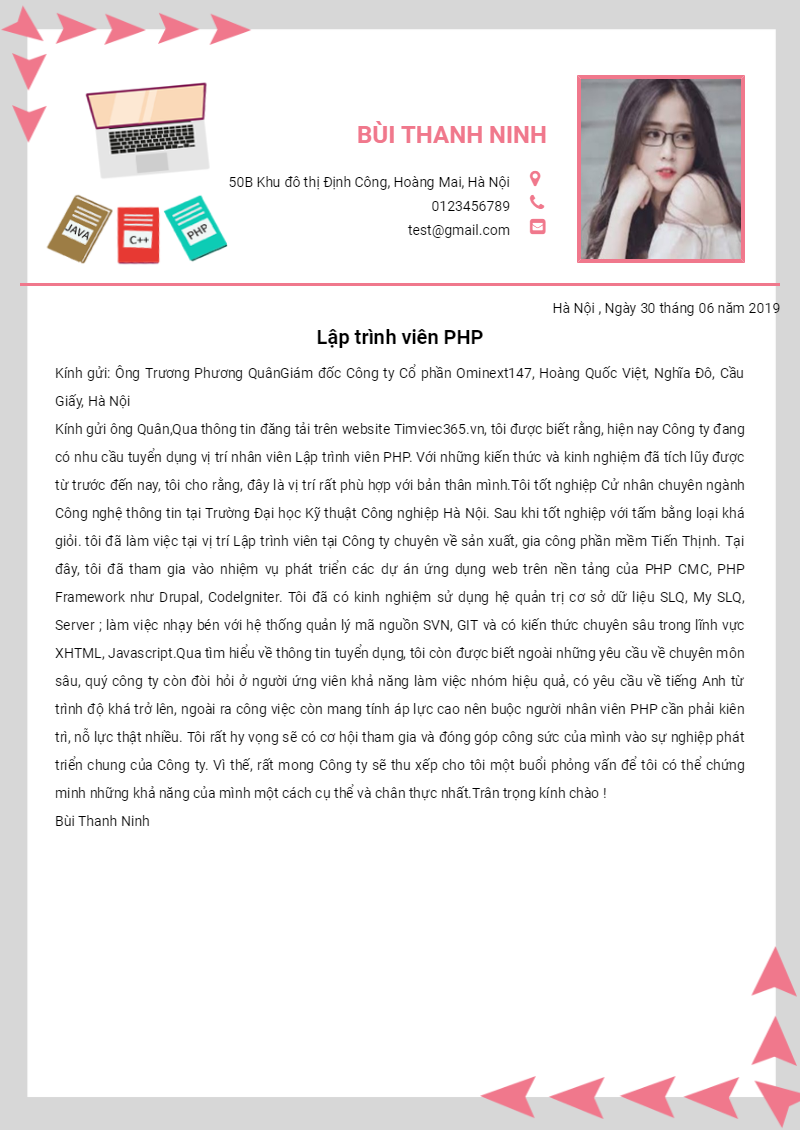 BÙI THANH NINH
50B Khu đô thị Định Công, Hoàng Mai, Hà Nội
0123456789
test@gmail.com
JAVA
C++
PHP
Hà Nội , Ngày 30 tháng 06 năm 2019
Lập trình viên PHP
Kính gửi: Ông Trương Phương QuânGiám đốc Công ty Cổ phần Ominext147, Hoàng Quốc Việt, Nghĩa Đô, Cầu
Giấy, Hà Nội
Kính gửi ông Quân,Qua thông tin đăng tải trên website Timviec365.vn, tôi được biết rằng, hiện nay Công ty đang
có nhu cầu tuyển dụng vị trí nhân viên Lập trình viên PHP. Với những kiến thức và kinh nghiệm đã tích lũy được
từ trước đến nay, tôi cho rằng, đây là vị trí rất phù hợp với bản thân mình.Tôi tốt nghiệp Cử nhân chuyên ngành
Công nghệ thông tin tại Trường Đại học Kỹ thuật Công nghiệp Hà Nội. Sau khi tốt nghiệp với tấm bằng loại khá
giỏi. tôi đã làm việc tại vị trí Lập trình viên tại Công ty chuyên về sản xuất, gia công phần mềm Tiến Thịnh. Tại
đây, tôi đã tham gia vào nhiệm vụ phát triển các dự án ứng dụng web trên nền tảng của PHP CMC, PHP
Framework như Drupal, CodeIgniter. Tôi đã có kinh nghiệm sử dụng hệ quản trị cơ sở dữ liệu SLQ, My SLQ,
Server ; làm việc nhạy bén với hệ thống quản lý mã nguồn SVN, GIT và có kiến thức chuyên sâu trong lĩnh vực
XHTML, Javascript.Qua tìm hiểu về thông tin tuyển dụng, tôi còn được biết ngoài những yêu cầu về chuyên môn
sâu, quý công ty còn đòi hỏi ở người ứng viên khả năng làm việc nhóm hiệu quả, có yêu cầu về tiếng Anh từ
trình độ khá trở lên, ngoài ra công việc còn mang tính áp lực cao nên buộc người nhân viên PHP cần phải kiên
trì, nỗ lực thật nhiều. Tôi rất hy vọng sẽ có cơ hội tham gia và đóng góp công sức của mình vào sự nghiệp phát
triển chung của Công ty. Vì thế, rất mong Công ty sẽ thu xếp cho tôi một buổi phỏng vấn để tôi có thể chứng
minh những khả năng của mình một cách cụ thể và chân thực nhất.Trân trọng kính chào !
Bùi Thanh Ninh